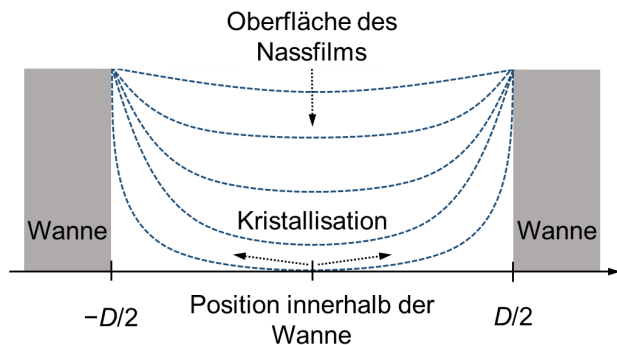 Oberfläche des
Nassfilms
Wanne
Kristallisation
Wanne
−D/2
Position innerhalb der
Wanne
D/2